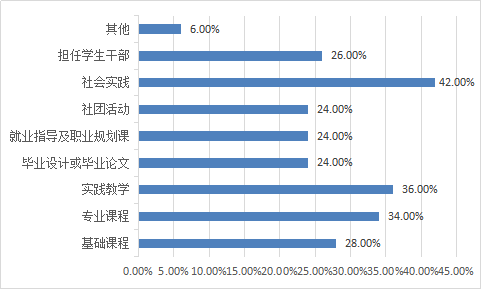 其他 6.00%
担任学生干部 26.00%
社会实践 42.00%
社团活动 24.00%
就业指导及职业规划课 24.00%
毕业设计或毕业论文 24.00%
实践教学 36.00%
专业课程 34.00%
基础课程 28.00%
0.00% 5.00% 10.00% 15.00% 20.00% 25.00% 30.00% 35.00% 40.00% 45.00%